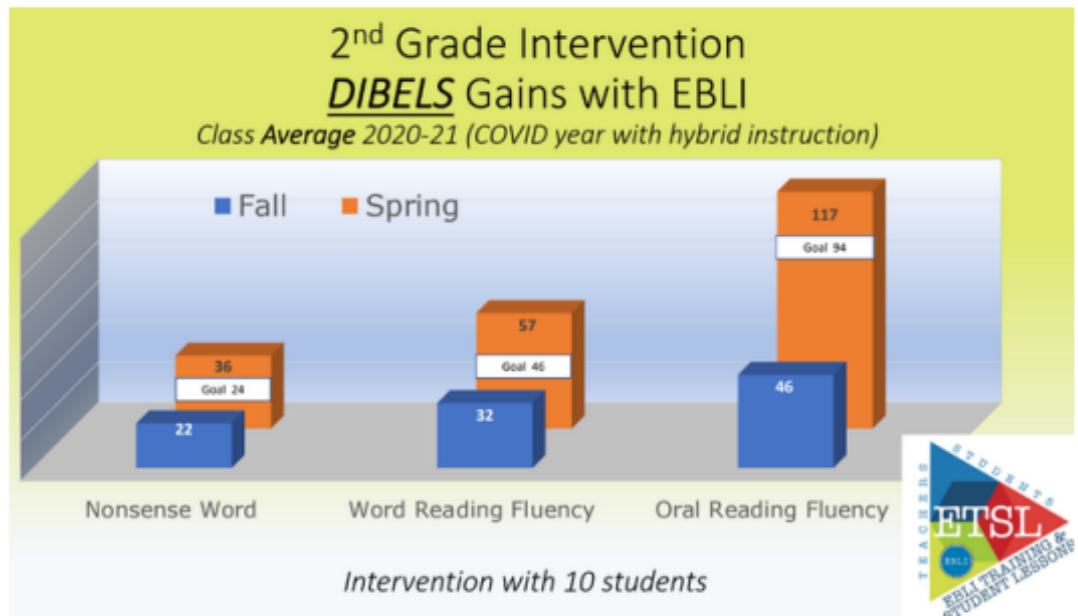 2nd Grade Intervention
DIBELS Gains with EBLI
Class Average 2020-21 (COVID year with hybrid instruction)
Fall
Spring
117
Goal 94
57
Goal 46
36
Goal 24
46
32
22
Nonsense Word
Word Reading Fluency
Oral Reading Fluency
Intervention with 10 students
TEACHERS
STUDENTS
ETSL
EBLI
EBLI TRAINING &
STUDENT LESSONS